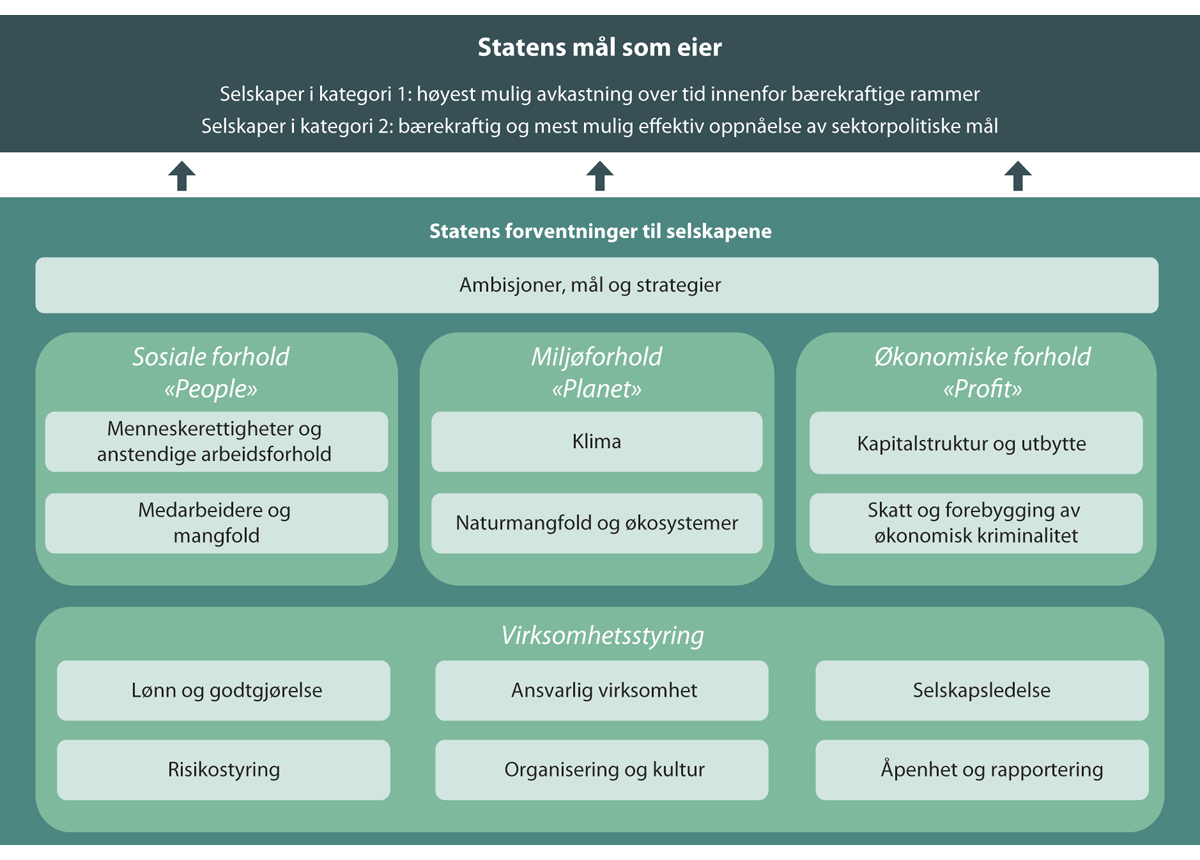 Statens mål som eier
Selskaper i kategori 1: høyest mulig avkastning over tid innenfor bærekraftige rammer
Selskaper i kategori 2: bærekraftig og mest mulig effektiv oppnåelse av sektorpolitiske mål
Statens forventninger til selskapene
Ambisjoner, mål og strategier
Sosiale forhold
«People»
Menneskerettigheter og
anstendige arbeidsforhold
Medarbeidere og
mangfold
Miljøforhold
«Planet»
Klima
Naturmangfold og økosystemer
Økonomiske forhold
«Profit»
Kapitalstruktur og utbytte
Skatt og forebygging av
økonomisk kriminalitet
Virksomhetsstyring
Lønn og godtgjørelse
Ansvarlig virksomhet
Selskapsledelse
Risikostyring
Organisering og kultur
Åpenhet og rapportering